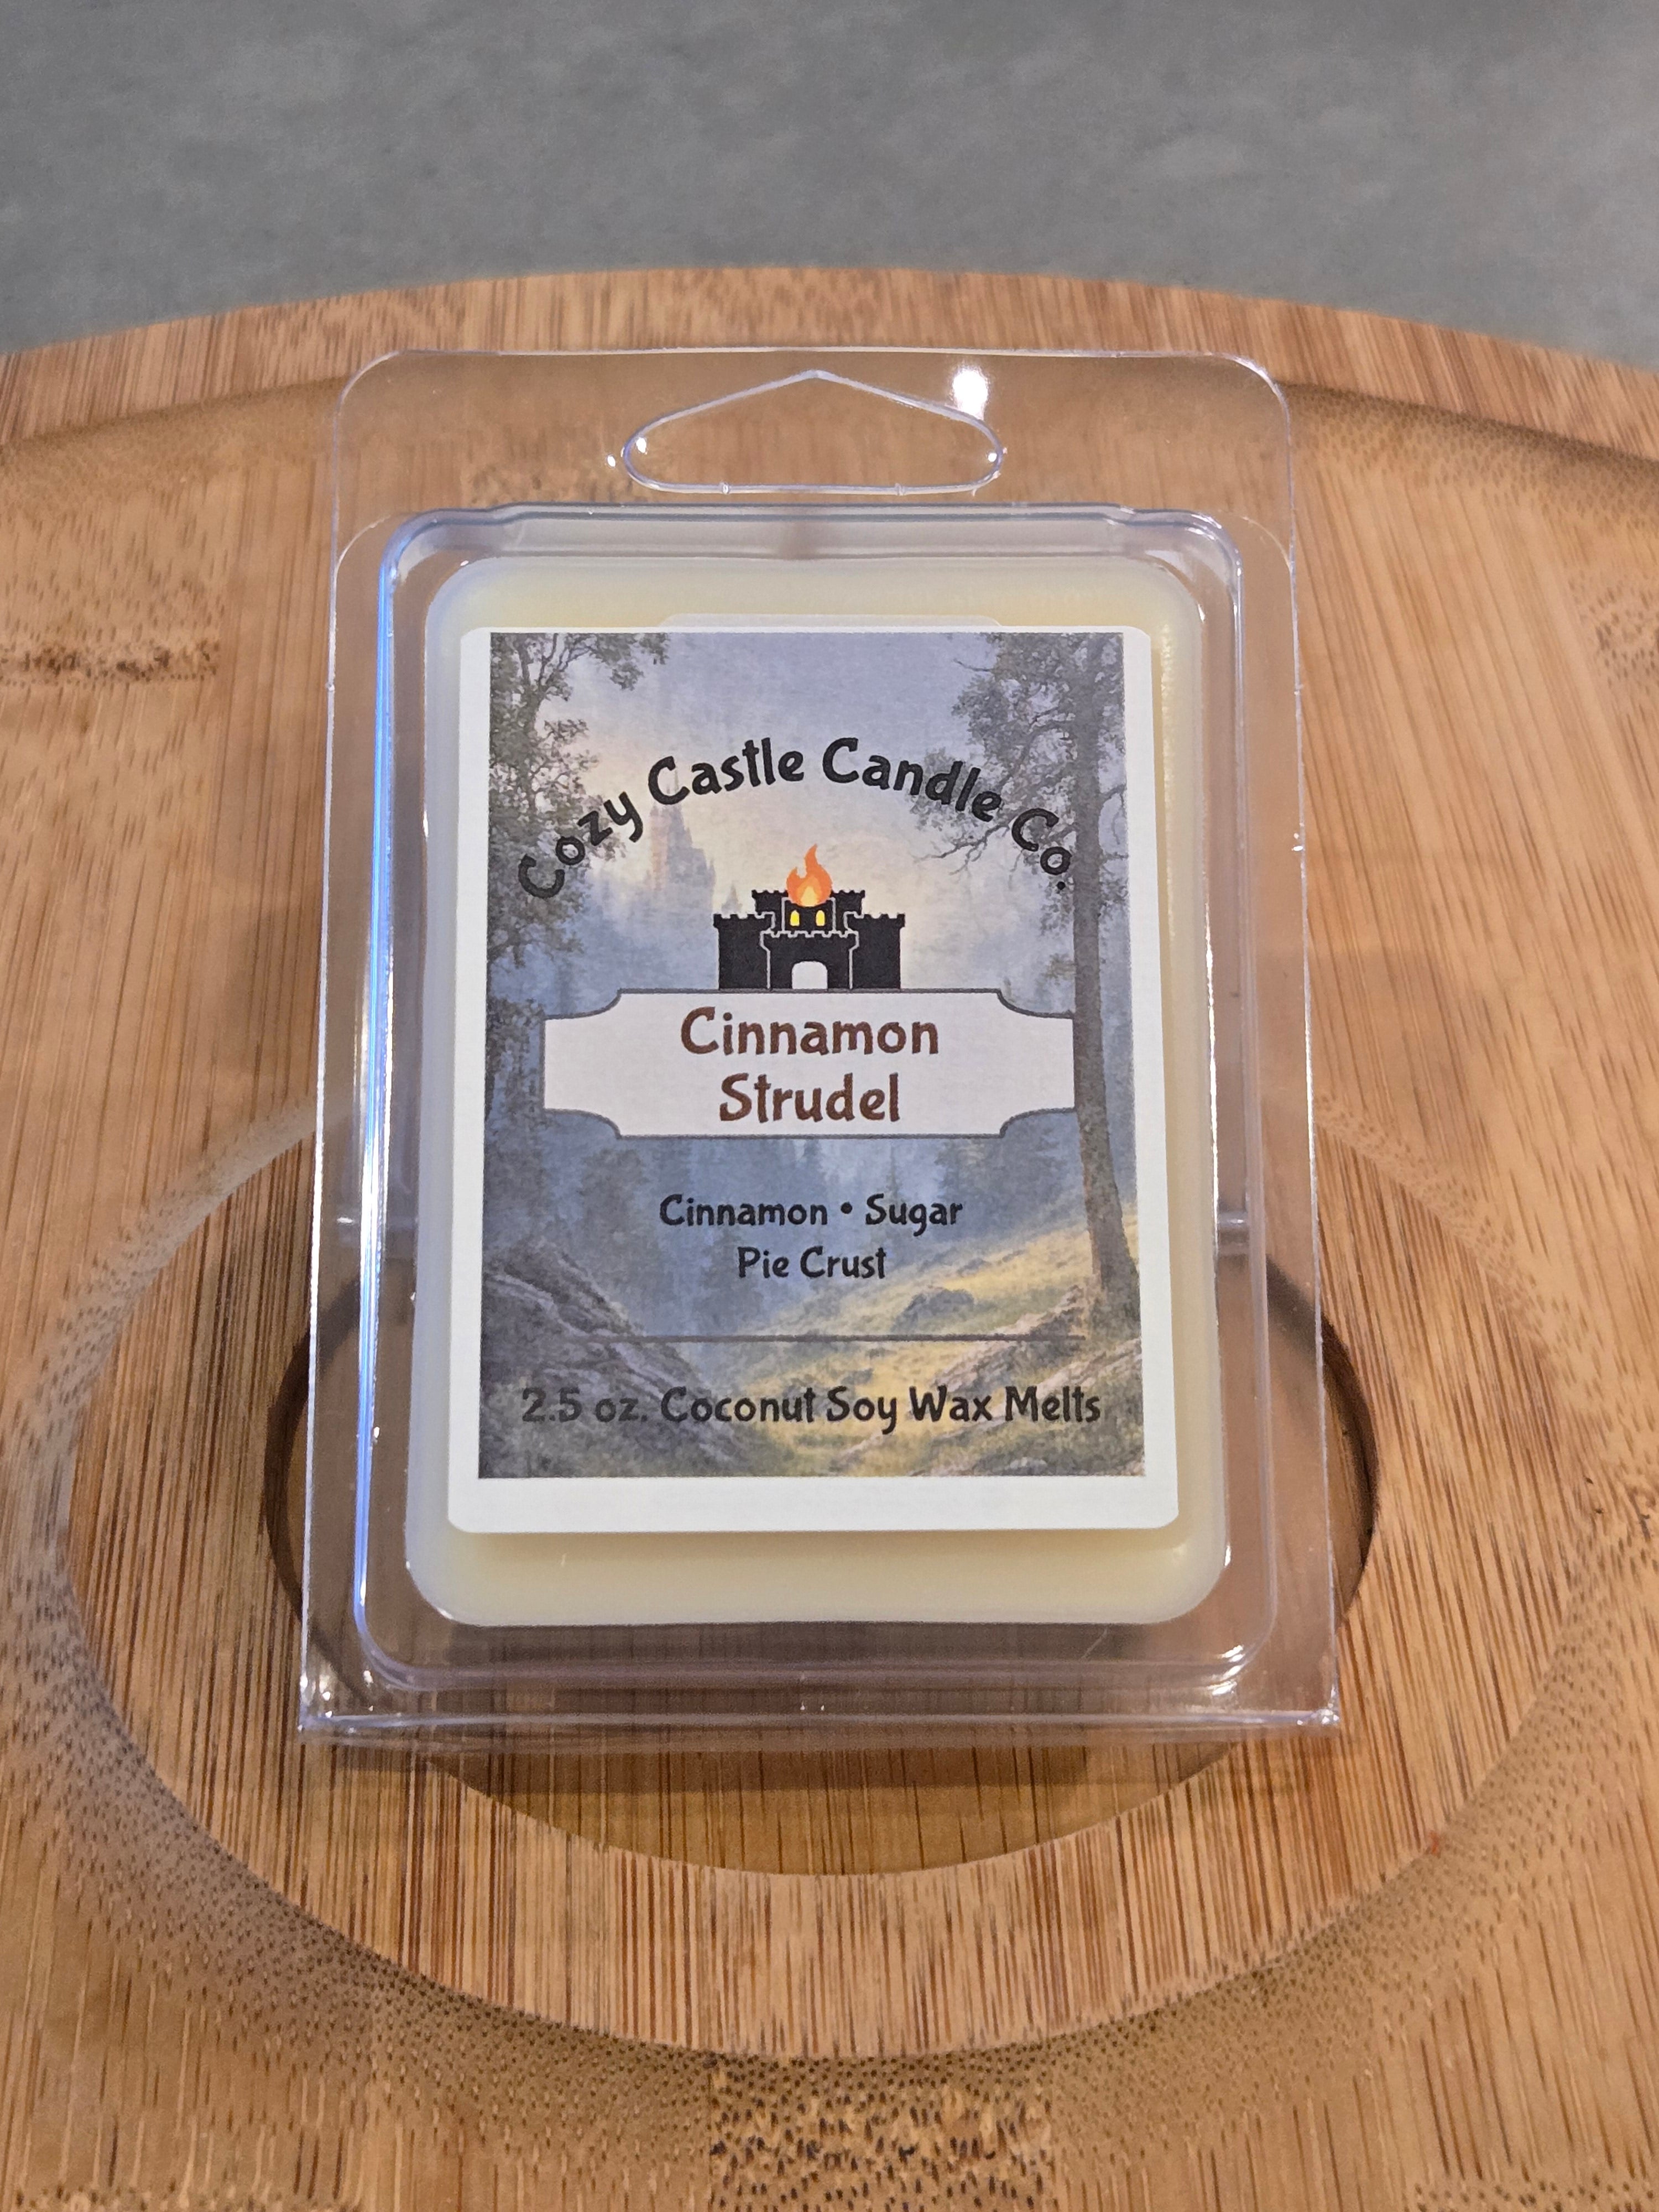 Cozy Castle Candle Co.
Cinnamon
Strudel
Cinnamon • Sugar
Pie Crust
2.5 oz. Coconut Soy Wax Melts